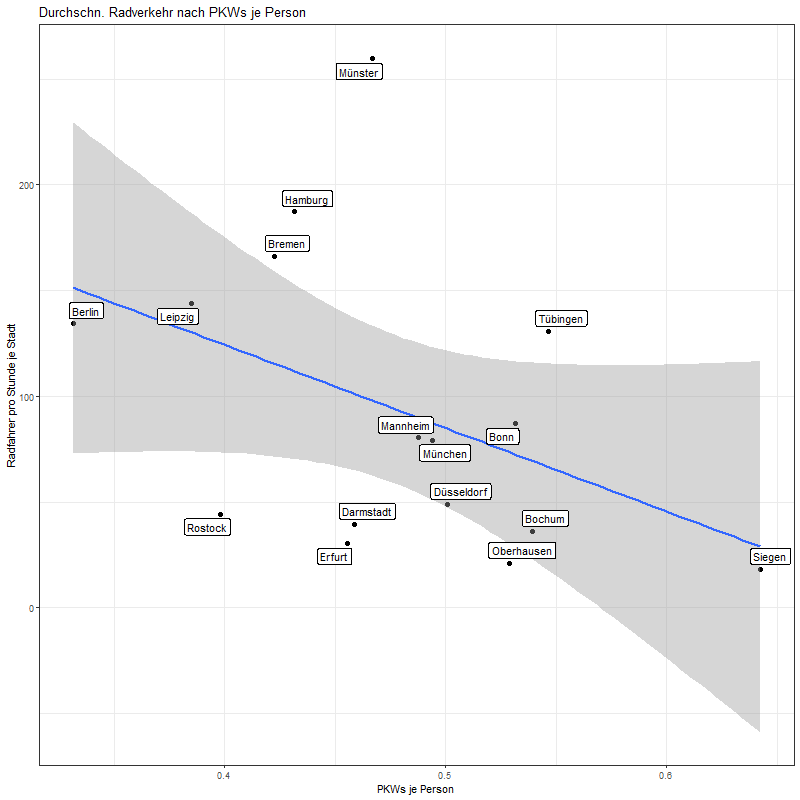 Durchschn. Radverkehr nach PKWs je Person
Münster
Hamburg
Bremen
Berlin
Leipzig
Tübingen
Mannheim
Bonn
München
Düsseldorf
Darmstadt
Bochum
Rostock
Erfurt
Oberhausen
Siegen
200
100
0
Radfahrer pro Stunde je Stadt
0.4
0.5
0.6
PKWs je Person